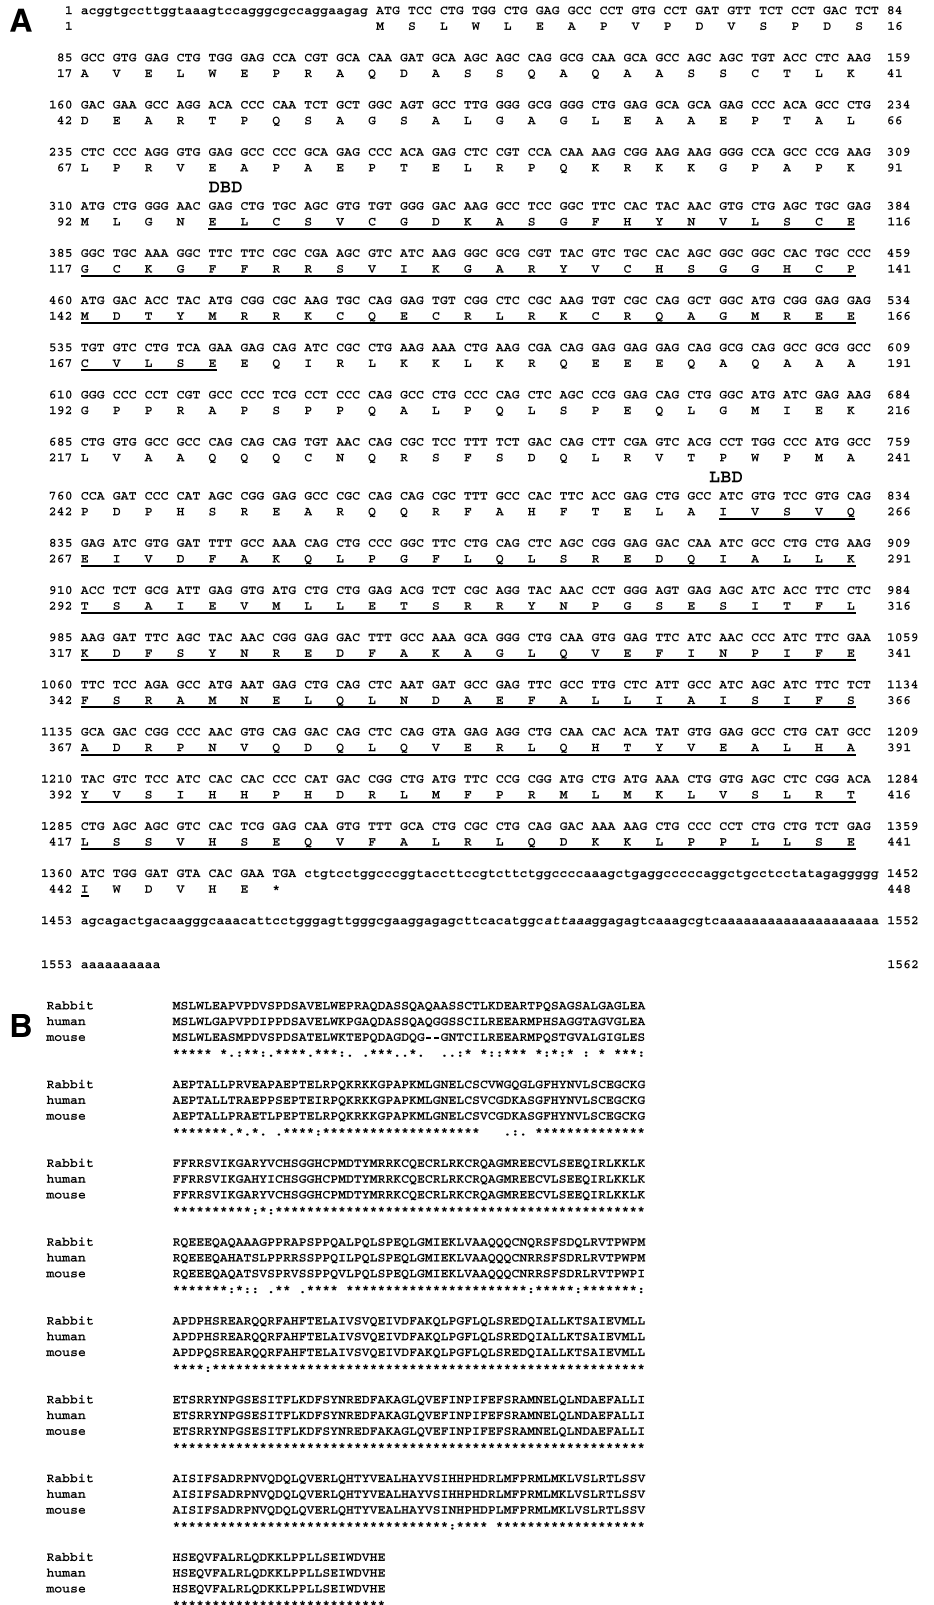 A
1 acggtgccttggtaaagtccagggcgccaggaagag ATG TCC CTG TGG CTG GAG GCC CCT GTG CCT GAT GTT TCT CCT GAC TCT 84
1 M S L W L E A P V P D V S P D S 16
85 GCC GTG GAG CTG TGG GAG CCA CGT GCA CAA GAT GCA AGC AGC CAG GCG CAA GCA GCC AGC AGC TGT ACC CTC AAG 159
17 A V E L W E P R A Q D A S S Q A Q A A S S C T L K 41
160 GAC GAA GCC AGG ACA CCC CAA TCT GCT GGC AGT GCC TTG GGG GCG GGG CTG GAG GCA GCA GAG CCC ACA GCC CTG 234
42 D E A R T P Q S A G S A L G A G L E A A E P T A L 66
235 CTC CCC AGG GTG GAG GCC CCC GCA GAG CCC ACA GAG CTC CGT CCA CAA AAG CGG AAG AAG GGG CCA GCC CCG AAG 309
67 L P R V E A P A E P T E L R P Q K R K K G P A P K 91
DBD
310 ATG CTG GGG AAC GAG CTG TGC AGC GTG TGT GGG GAC AAG GCC TCC GGC TTC CAC TAC AAC GTG CTG AGC TGC GAG 384
92 M L G N E L C S V C G D K A S G F H Y N V L S C E 116
385 GGC TGC AAA GGC TTC TTC CGC CGA AGC GTC ATC AAG GGC GCG CGT TAC GTC TGC CAC AGC GGC GGC CAC TGC CCC 459
117 G C K G F F R R S V I K G A R Y V C H S G G H C P 141
460 ATG GAC ACC TAC ATG CGG CGC AAG TGC CAG GAG TGT CGG CTC CGC AAG TGT CGC CAG GCT GGC ATG CGG GAG GAG 534
142 M D T Y M R R K C Q E C R L R K C R Q A G M R E E 166
535 TGT GTC CTG TCA GAA GAG CAG ATC CGC CTG AAG AAA CTG AAG CGA CAG GAG GAG GAG CAG GCG CAG GCC GCG GCC 609
167 C V L S E E Q I R L K K L K R Q E E E Q A Q A A A 191
610 GGG CCC CCT CGT GCC CCC TCG CCT CCC CAG GCC CTG CCC CAG CTC AGC CCG GAG CAG CTG GGC ATG ATC GAG AAG 684
192 G P P R A P S P P Q A L P Q L S P E Q L G M I E K 216
685 CTG GTG GCC GCC CAG CAG CAG TGT AAC CAG CGC TCC TTT TCT GAC CAG CTT CGA GTC ACG CCT TGG CCC ATG GCC 759
217 L V A A Q Q Q C N Q R S F S D Q L R V T P W P M A 241
LBD
760 CCA GAT CCC CAT AGC CGG GAG GCC CGC CAG CAG CGC TTT GCC CAC TTC ACC GAG CTG GCC ATC GTG TCC GTG CAG 834
242 P D P H S R E A R Q Q R F A H F T E L A I V S V Q 266
835 GAG ATC GTG GAT TTT GCC AAA CAG CTG CCC GGC TTC CTG CAG CTC AGC CGG GAG GAC CAA ATC GCC CTG CTG AAG 909
267 E I V D F A K Q L P G F L Q L S R E D Q I A L L K 291
910 ACC TCT GCG ATT GAG GTG ATG CTG CTG GAG ACG TCT CGC AGG TAC AAC CCT GGG AGT GAG AGC ATC ACC TTC CTC 984
292 T S A I E V M L L E T S R R Y N P G S E S I T F L 316
985 AAG GAT TTC AGC TAC AAC CGG GAG GAC TTT GCC AAA GCA GGG CTG CAA GTG GAG TTC ATC AAC CCC ATC TTC GAA 1059
317 K D F S Y N R E D F A K A G L Q V E F I N P I F E 341
1060 TTC TCC AGA GCC ATG AAT GAG CTG CAG CTC AAT GAT GCC GAG TTC GCC TTG CTC ATT GCC ATC AGC ATC TTC TCT 1134
342 F S R A M N E L Q L N D A E F A L L I A I S I F S 366
1135 GCA GAC CGG CCC AAC GTG CAG GAC CAG CTC CAG GTA GAG AGG CTG CAA CAC ACA TAT GTG GAG GCC CTG CAT GCC 1209
367 A D R P N V Q D Q L Q V E R L Q H T Y V E A L H A 391
1210 TAC GTC TCC ATC CAC CAC CCC CAT GAC CGG CTG ATG TTC CCG CGG ATG CTG ATG AAA CTG GTG AGC CTC CGG ACA 1284
392 Y V S I H H P H D R L M F P R M L M K L V S L R T 416
1285 CTG AGC AGC GTC CAC TCG GAG CAA GTG TTT GCA CTG CGC CTG CAG GAC AAA AAG CTG CCC CCT CTG CTG TCT GAG 1359
417 L S S V H S E Q V F A L R L Q D K K L P P L L S E 441
1360 ATC TGG GAT GTA CAC GAA TGA ctgtcctggcccggtaccttccgtcttctggccccaaagctgaggcccccaggctgcctcctatagaggggg 1452
442 I W D V H E * 448
1453 agcagactgacaagggcaaacattcctgggagttgggcgaaggagagcttcacatggcattaaaggagagtcaaagcgtcaaaaaaaaaaaaaaaaaaaa 1552
1553 aaaaaaaaaa 1562
B
Rabbit MSLWLEAPVPDVSPDSAVELWEPRAQDASSQAQAASSCTLKDEARTPQSAGSALGAGLEA
human MSLWLGAPVPDIPPDSAVELWKPGAQDASSQAQGGSSCILREEARMPHSAGGTAGVGLEA
mouse MSLWLEASMPDVSPDSATELWKTEPQDAGDQG--GNTCILREEARMPQSTGVALGIGLES
***** *.:**:.****.***:. .***..*. ..:* *::*** *:*:* : * ***:
Rabbit AEPTALLPRVEAPAEPTELRPQKRKKGPAPKMLGNELCSVCWGQGLGFHYNVLSCEGCKG
human AEPTALLTRAEPPSEPTEIRPQKRKKGPAPKMLGNELCSVCGDKASGFHYNVLSCEGCKG
mouse AEPTALLPRAETLPEPTELRPQKRKKGPAPKMLGNELCSVCGDKASGFHYNVLSCEGCKG
*******.*.*. .****:********************** .:. **************
Rabbit FFRRSVIKGARYVCHSGGHCPMDTYMRRKCQECRLRKCRQAGMREECVLSEEQIRLKKLK
human FFRRSVIKGAHYICHSGGHCPMDTYMRRKCQECRLRKCRQAGMREECVLSEEQIRLKKLK
mouse FFRRSVIKGARYVCHSGGHCPMDTYMRRKCQECRLRKCRQAGMREECVLSEEQIRLKKLK
**********:*:***********************************************
Rabbit RQEEEQAQAAAGPPRAPSPPQALPQLSPEQLGMIEKLVAAQQQCNQRSFSDQLRVTPWPM
human RQEEEQAHATSLPPRRSSPPQILPQLSPEQLGMIEKLVAAQQQCNRRSFSDRLRVTPWPM
mouse RQEEEQAQATSVSPRVSSPPQVLPQLSPEQLGMIEKLVAAQQQCNRRSFSDRLRVTPWPI
*******:*:: .** .**** ***********************:*****:*******:
Rabbit APDPHSREARQQRFAHFTELAIVSVQEIVDFAKQLPGFLQLSREDQIALLKTSAIEVMLL
human APDPHSREARQQRFAHFTELAIVSVQEIVDFAKQLPGFLQLSREDQIALLKTSAIEVMLL
mouse APDPQSREARQQRFAHFTELAIVSVQEIVDFAKQLPGFLQLSREDQIALLKTSAIEVMLL
****:*******************************************************
Rabbit ETSRRYNPGSESITFLKDFSYNREDFAKAGLQVEFINPIFEFSRAMNELQLNDAEFALLI
human ETSRRYNPGSESITFLKDFSYNREDFAKAGLQVEFINPIFEFSRAMNELQLNDAEFALLI
mouse ETSRRYNPGSESITFLKDFSYNREDFAKAGLQVEFINPIFEFSRAMNELQLNDAEFALLI
************************************************************
Rabbit AISIFSADRPNVQDQLQVERLQHTYVEALHAYVSIHHPHDRLMFPRMLMKLVSLRTLSSV
human AISIFSADRPNVQDQLQVERLQHTYVEALHAYVSIHHPHDRLMFPRMLMKLVSLRTLSSV
mouse AISIFSADRPNVQDQLQVERLQHTYVEALHAYVSINHPHDPLMFPRMLMKLVSLRTLSSV
***********************************:**** *******************
Rabbit HSEQVFALRLQDKKLPPLLSEIWDVHE
human HSEQVFALRLQDKKLPPLLSEIWDVHE
mouse HSEQVFALRLQDKKLPPLLSEIWDVHE
***************************